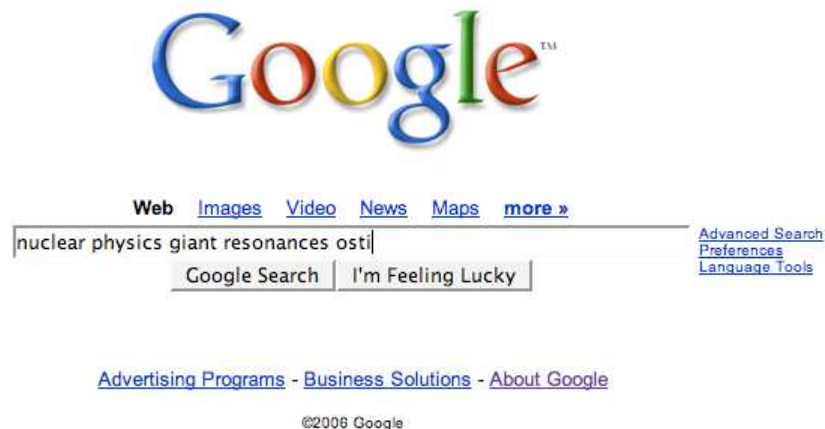 Google™
Web Images Video News Maps more »
nuclear physics giant resonances osti
Advanced Search
Preferences
Language Tools
Google Search I'm Feeling Lucky
Advertising Programs - Business Solutions - About Google
©2006 Google